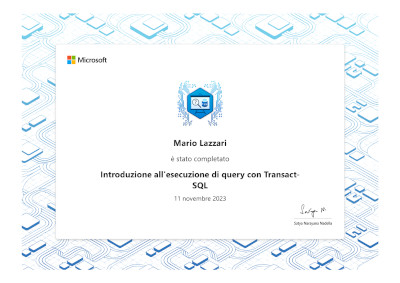 Microsoft
Mario Lazzari
è stato completato
Introduzione all'esecuzione di query con Transact-
SQL
11 novembre 2023
Satya Narayana Nadella